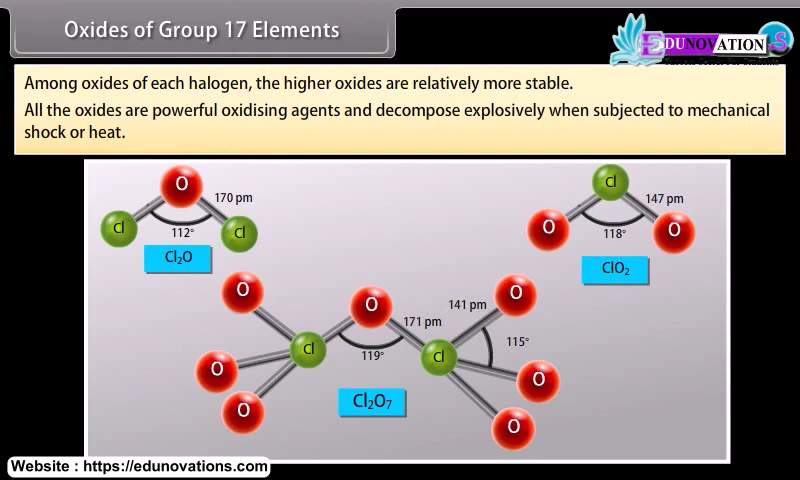 Oxides of Group 17 Elements
EDUNOVATION
S
Among oxides of each halogen, the higher oxides are relatively more stable.
All the oxides are powerful oxidising agents and decompose explosively when subjected to mechanical
shock or heat.
O
170 pm
Cl
Cl
112°
Cl₂O
Cl
147 pm
O
O
118°
ClO₂
O
O
O
141 pm
171 pm
Cl
Cl
115°
119°
O
O
O
O
Cl₂O₇
Website : https://edunovations.com